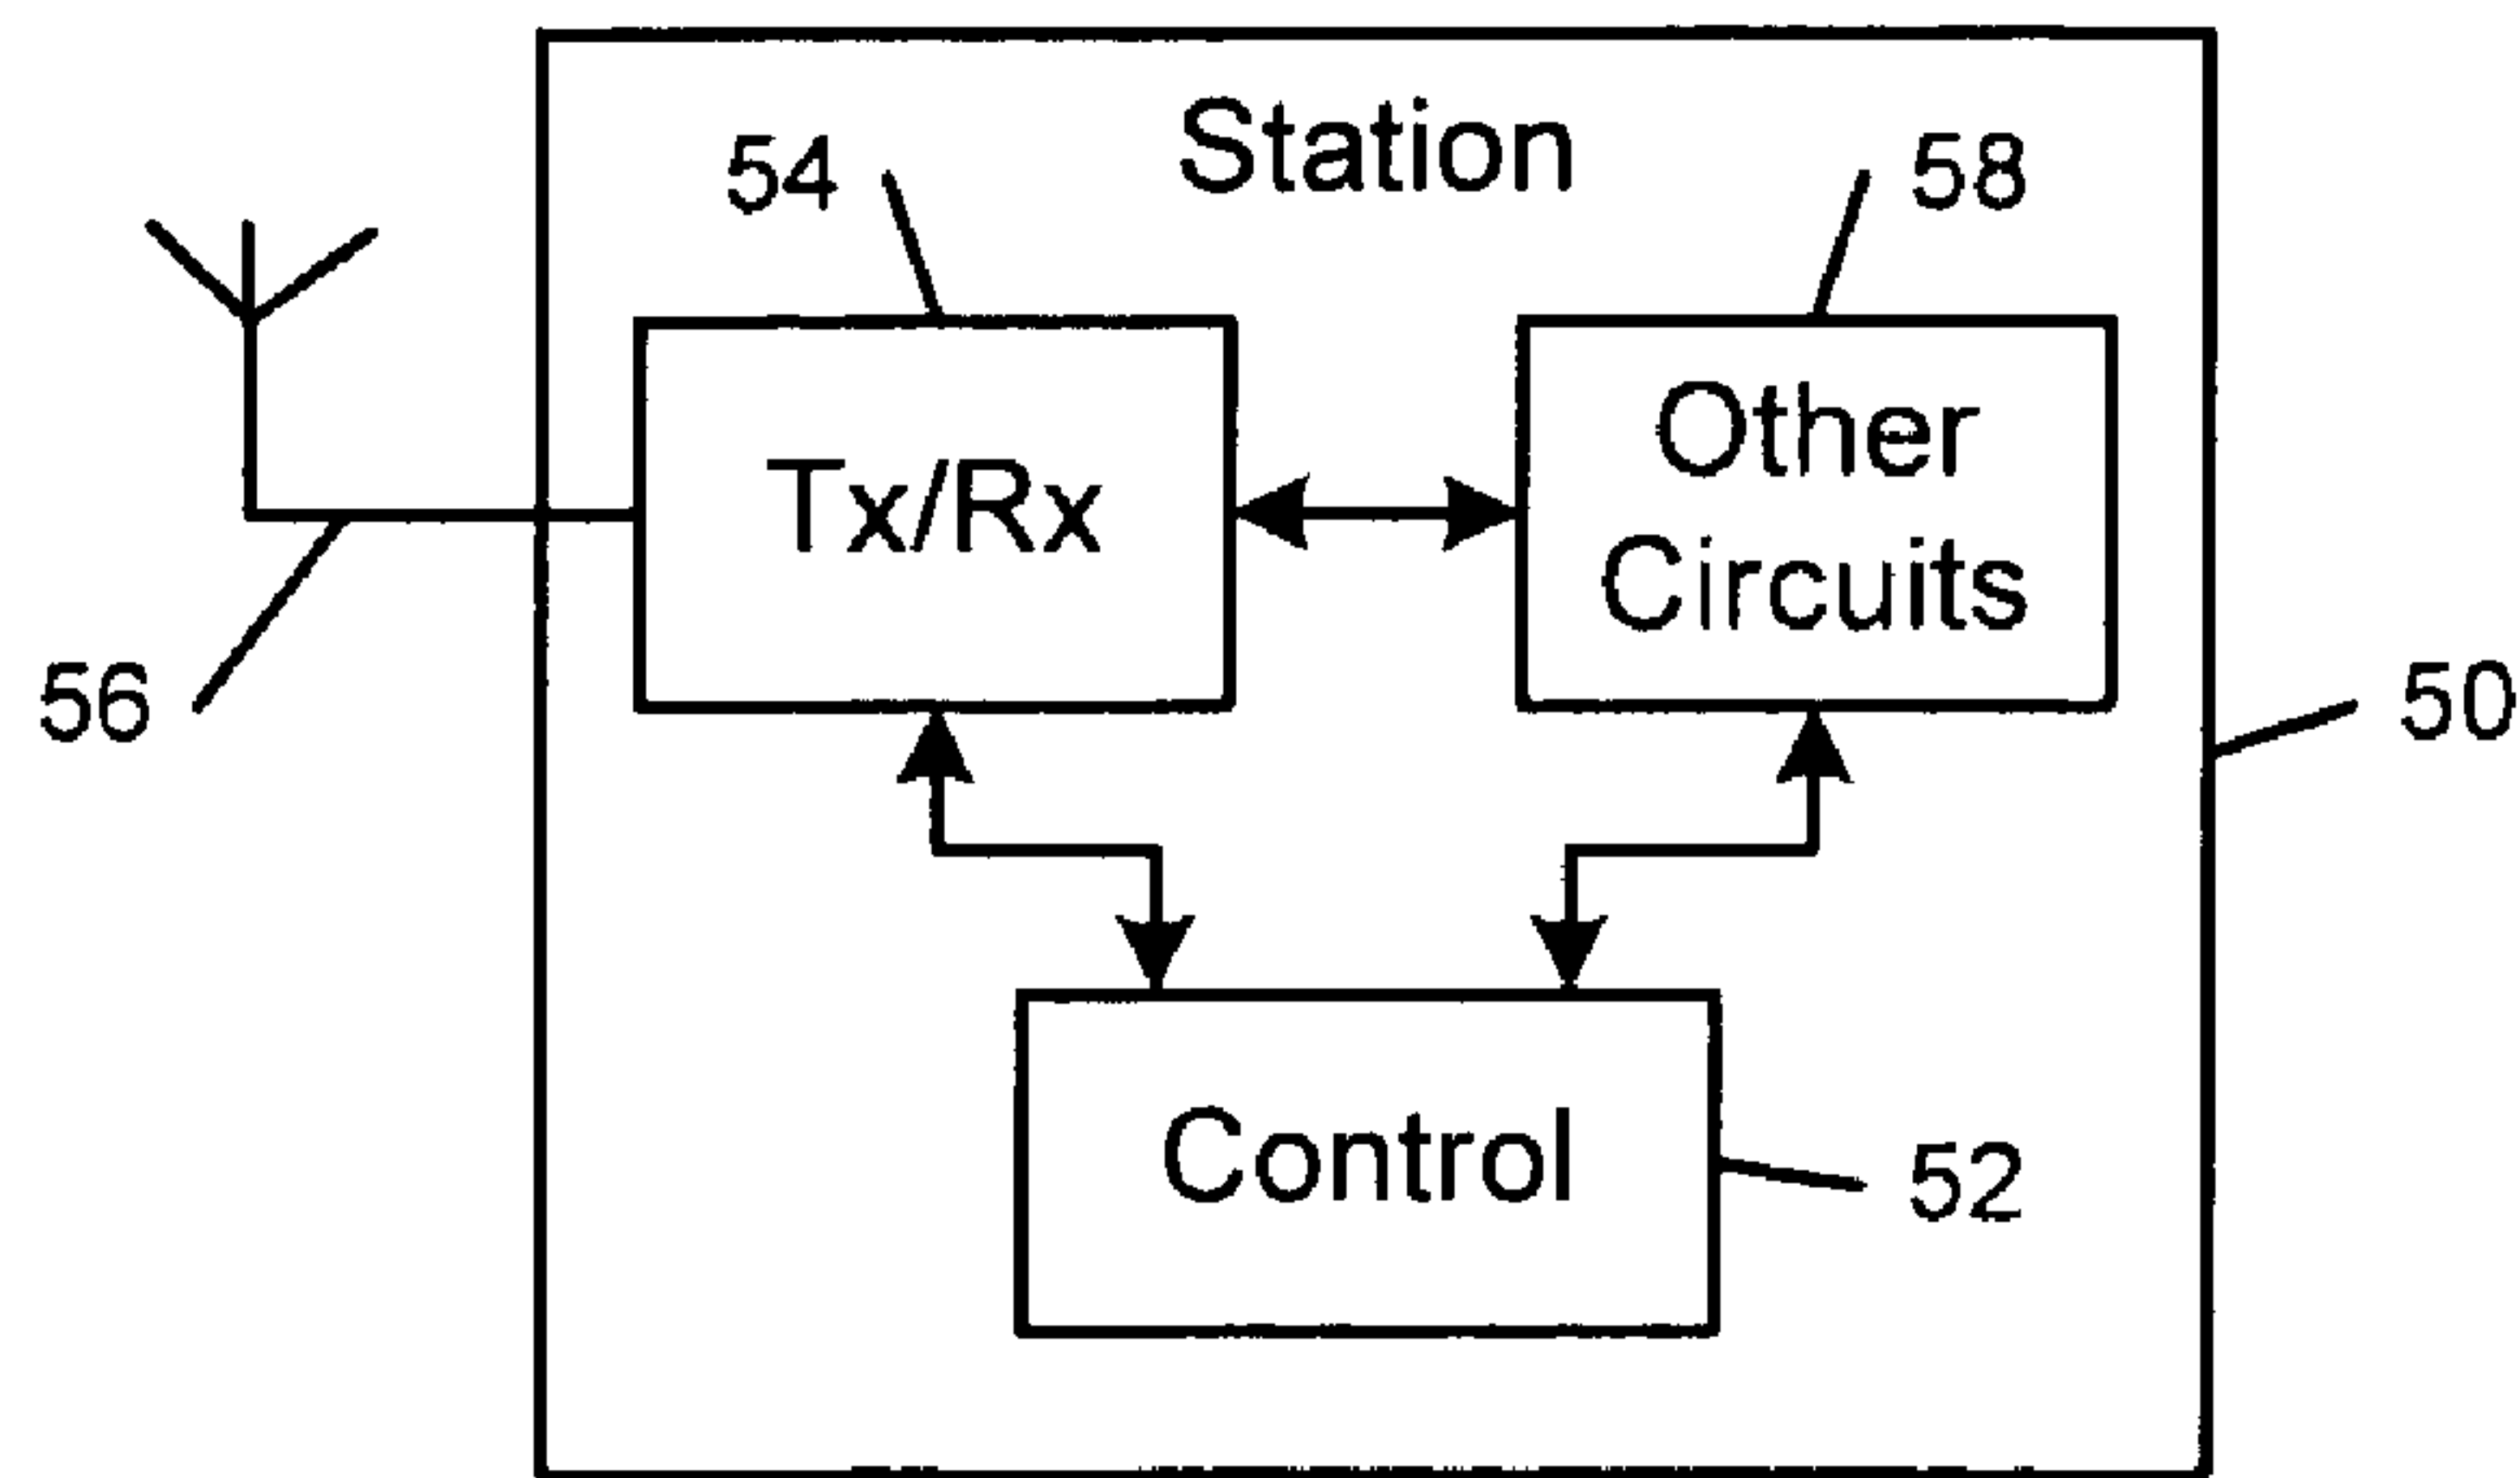 Station
54
58
Tx/Rx
Other
Circuits
56
50
Control
52